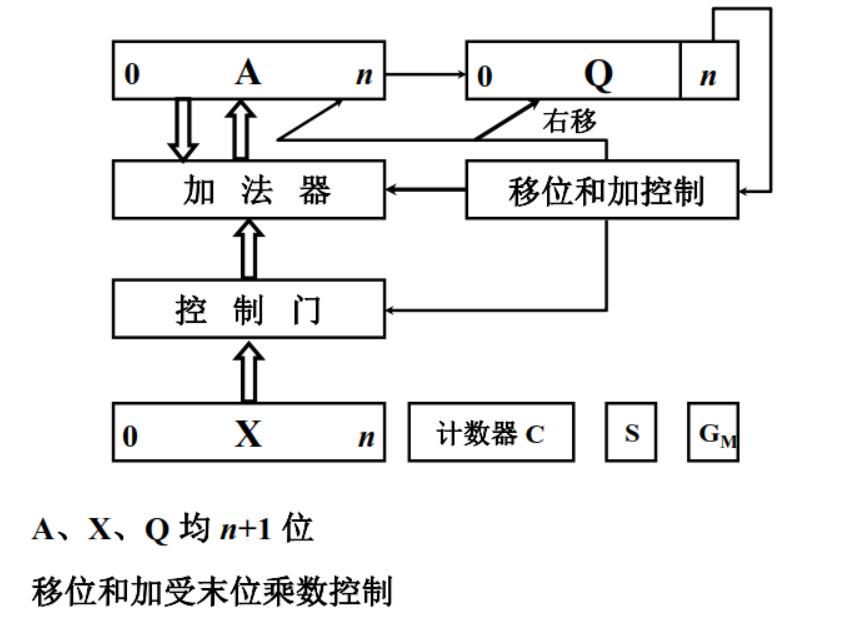 0 A n 0 Q n
右移
加 法 器 移位和加控制
控 制 门
0 X n 计数器 C S GM
A、X、Q 均 n+1 位
移位和加受末位乘数控制